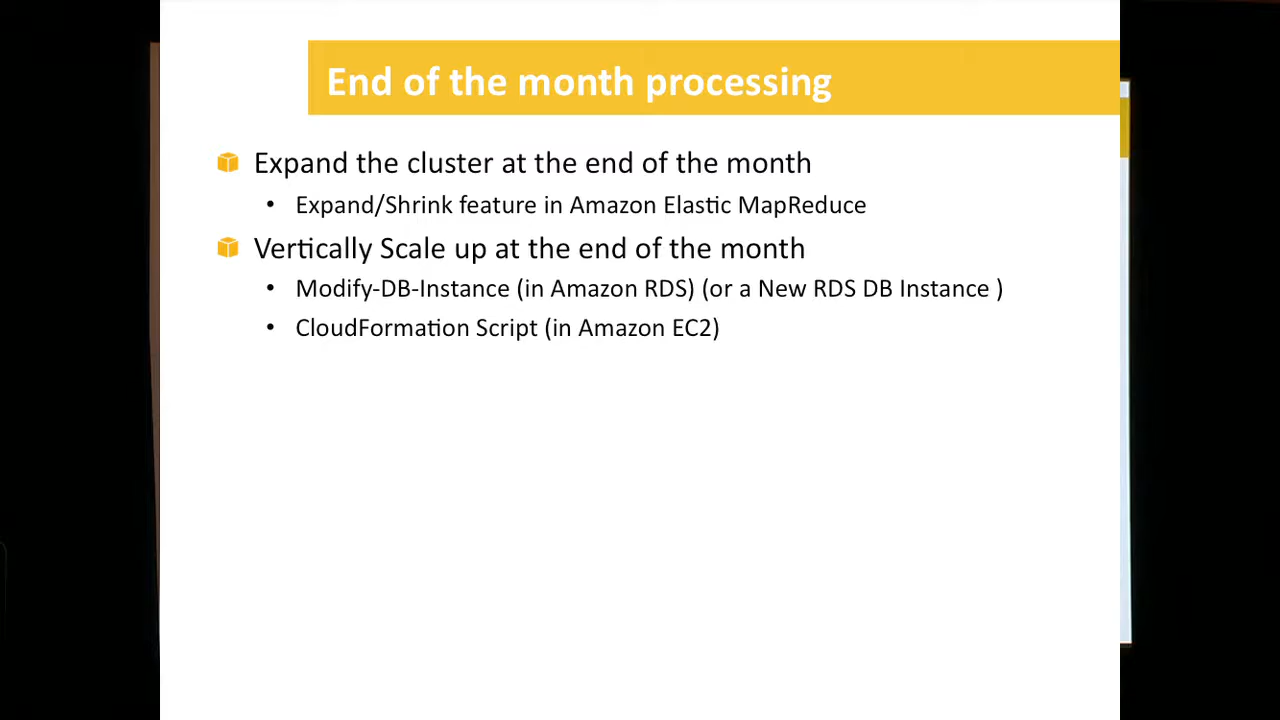 End of the month processing
Expand the cluster at the end of the month
• Expand/Shrink feature in Amazon Elastic MapReduce
Vertically Scale up at the end of the month
• Modify-DB-Instance (in Amazon RDS) (or a New RDS DB Instance )
• CloudFormation Script (in Amazon EC2)